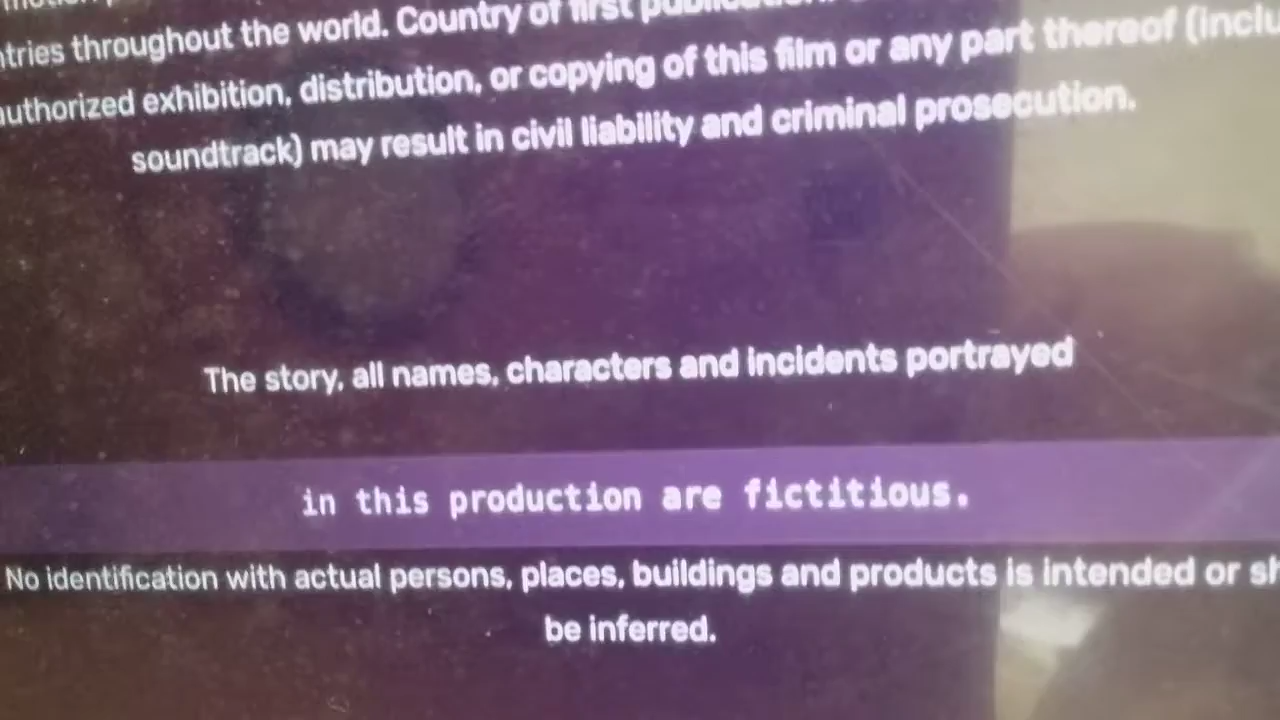 throughout the world. Country of first
exhibition, distribution, or copying of this film or any part thereof
soundtrack) may result in civil liability and criminal prosecution.
The story, all names, characters and incidents portrayed
in this production are fictitious.
No identification with actual persons, places, buildings and products is intended or
be inferred.